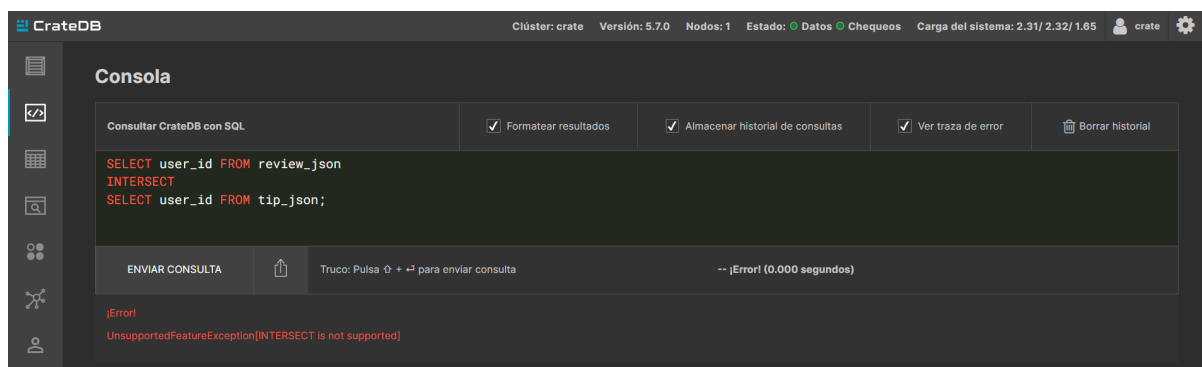 CrateDB
Clúster: crate Versión: 5.7.0 Nodos: 1 Estado: Datos Chequeos Carga del sistema: 2.31/ 2.32/ 1.65 crate
Consola
Consultar CrateDB con SQL Formatear resultados Almacenar historial de consultas Ver traza de error Borrar historial
SELECT user_id FROM review_json
INTERSECT
SELECT user_id FROM tip_json;
ENVIAR CONSULTA Truco: Pulsa ⇧ + ⏎ para enviar consulta -- ¡Error! (0.000 segundos)
¡Error!
UnsupportedFeatureException[INTERSECT is not supported]